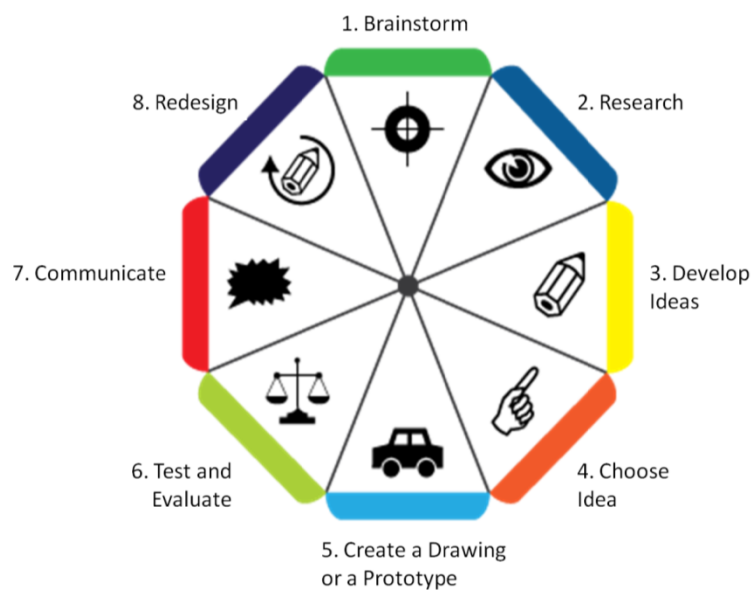 1. Brainstorm
2. Research
3. Develop
Ideas
4. Choose
Idea
5. Create a Drawing
or a Prototype
6. Test and
Evaluate
7. Communicate
8. Redesign